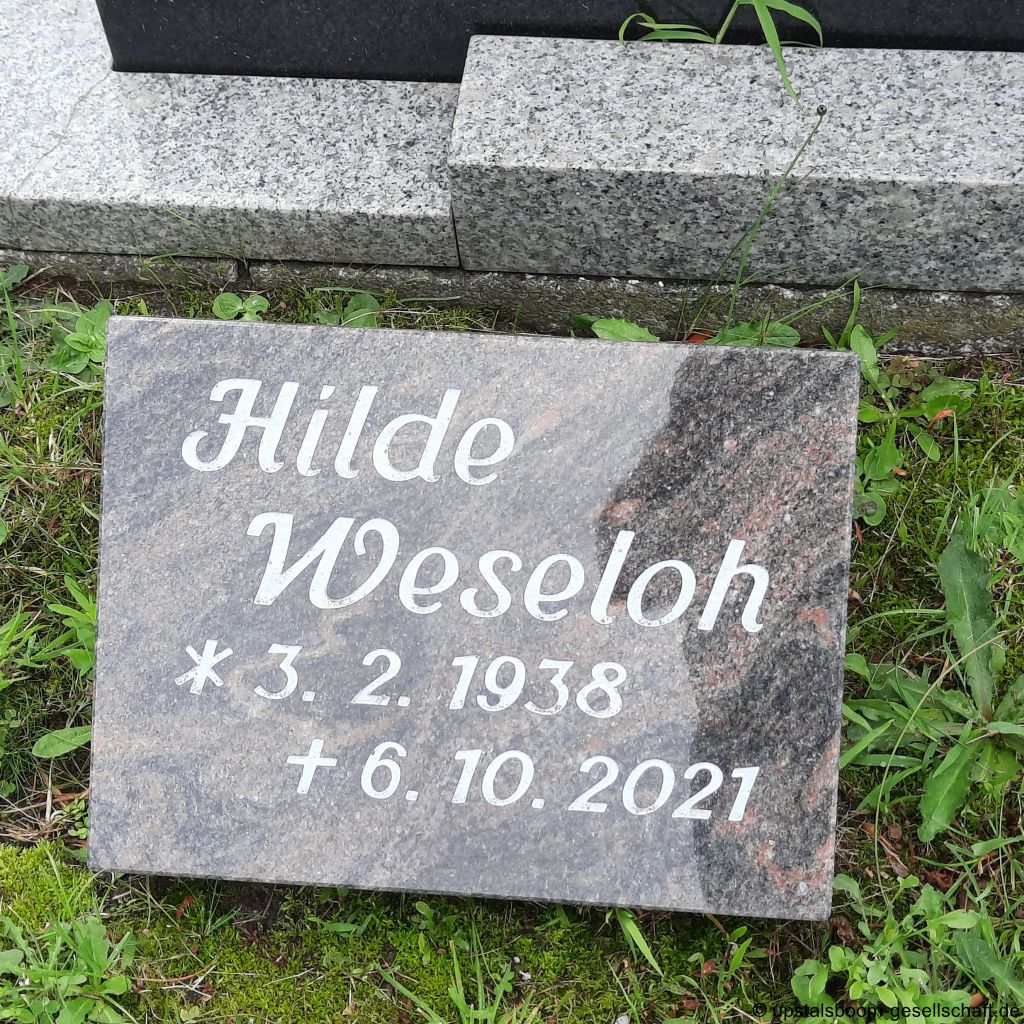 Hilde
Weseloh
* 3. 2. 1938
+ 6. 10. 2021
© upstalsboom-gesellschaft.de